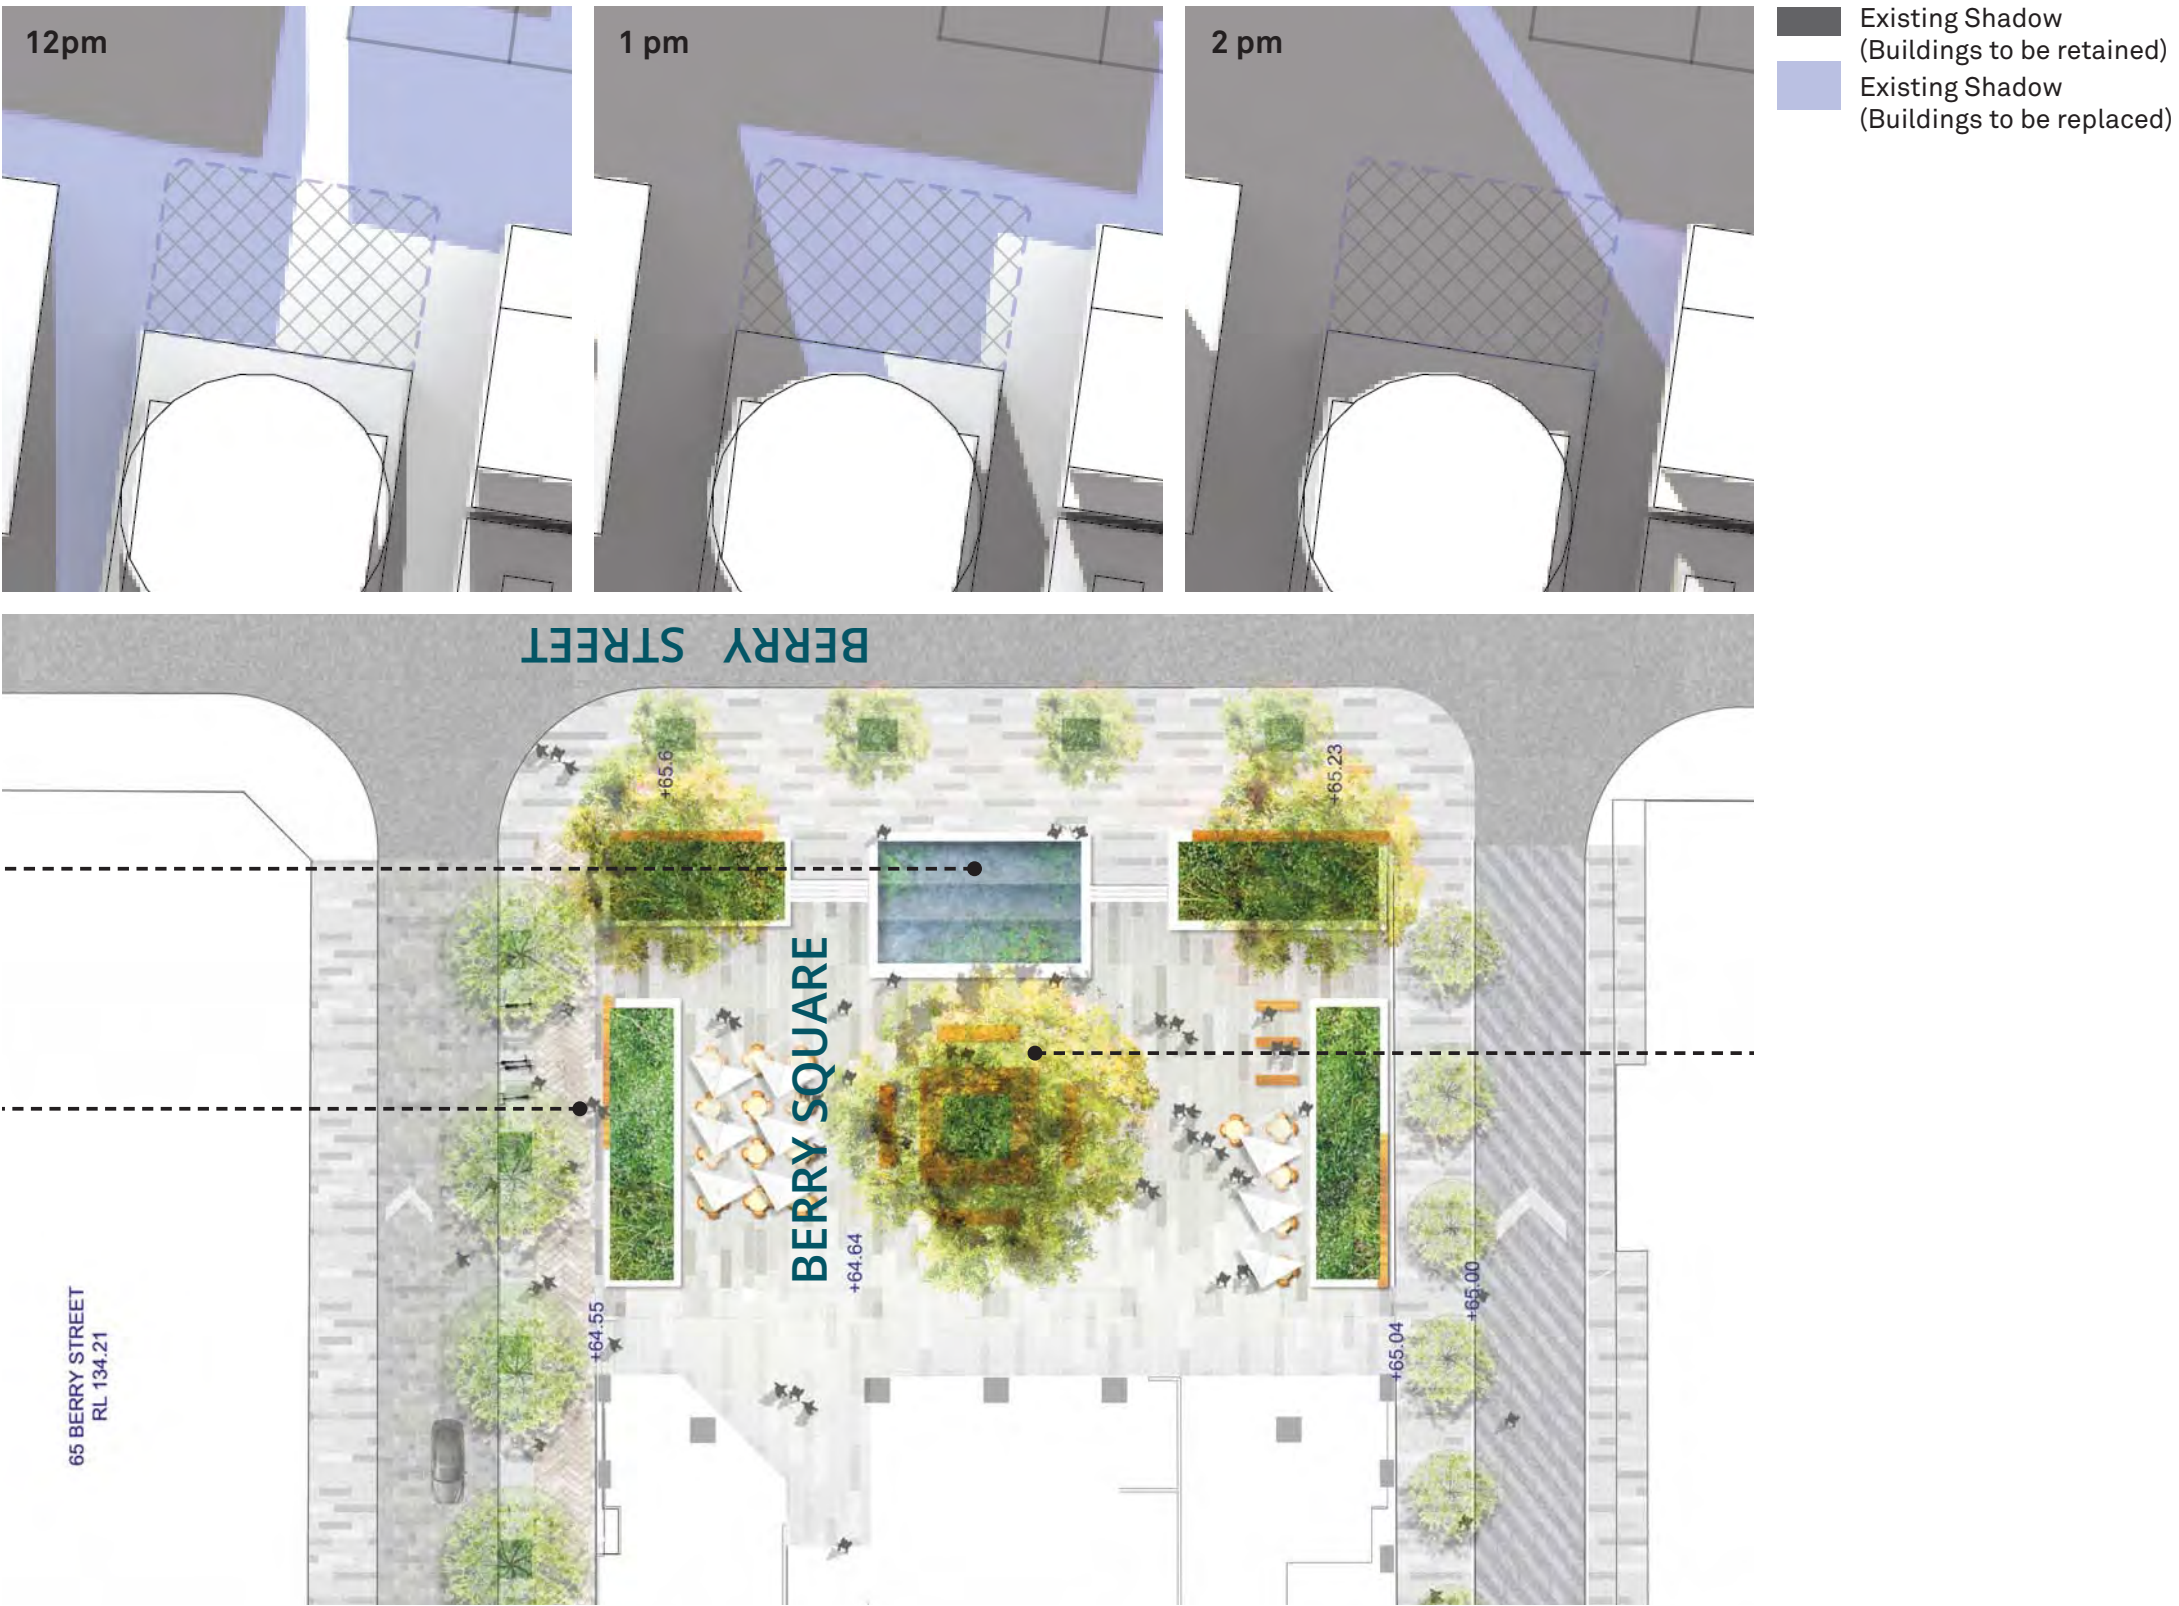 12pm
1 pm
2 pm
Existing Shadow
(Buildings to be retained)
Existing Shadow
(Buildings to be replaced)
BERRY STREET
+65.6
+65.23
BERRY SQUARE
+64.64
+64.55
+65.00
+65.04
65 BERRY STREET
RL 134.21